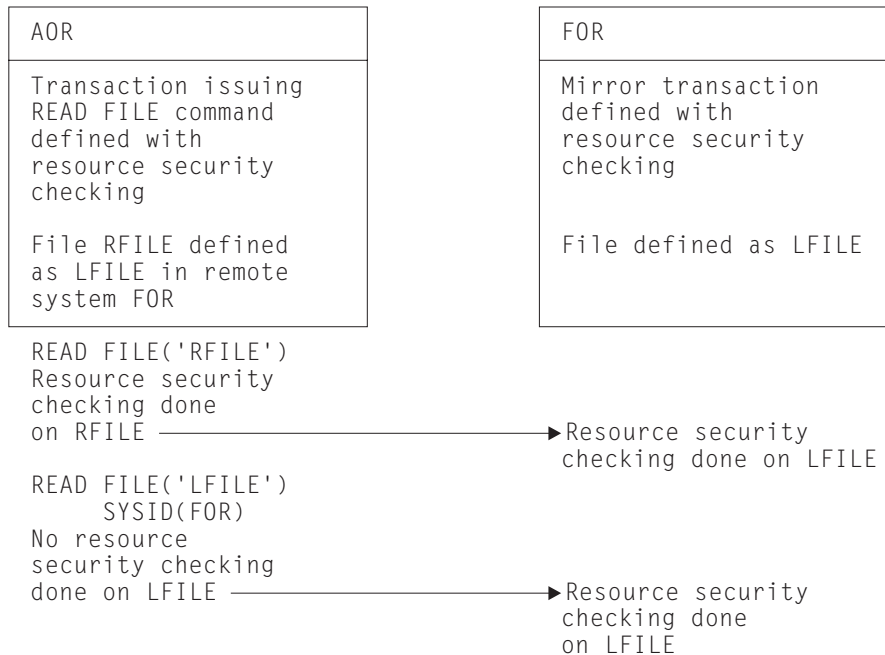 AOR
Transaction issuing
READ FILE command
defined with
resource security
checking
File RFILE defined
as LFILE in remote
system FOR
FOR
Mirror transaction
defined with
resource security
checking
File defined as LFILE
READ FILE('RFILE')
Resource security
checking done
on RFILE
Resource security
checking done on LFILE
READ FILE('LFILE')
SYSID(FOR)
No resource
security checking
done on LFILE
Resource security
checking done
on LFILE